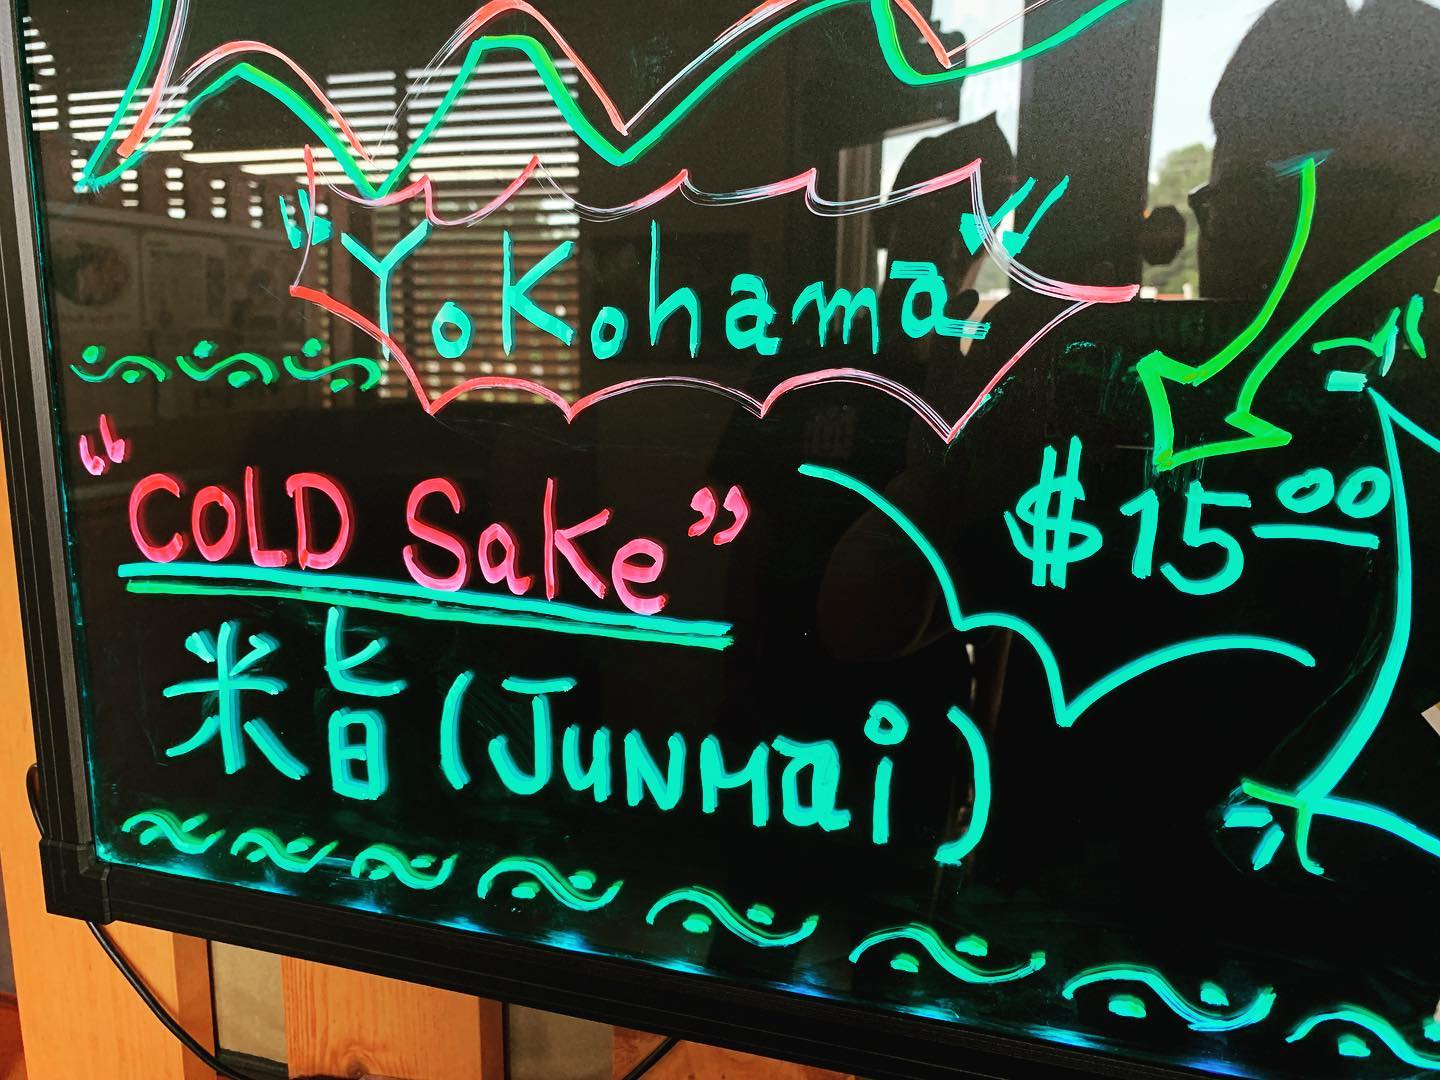 "Yokohama"
"COLD Sake"
$15.00
米旨 (JUNMai)